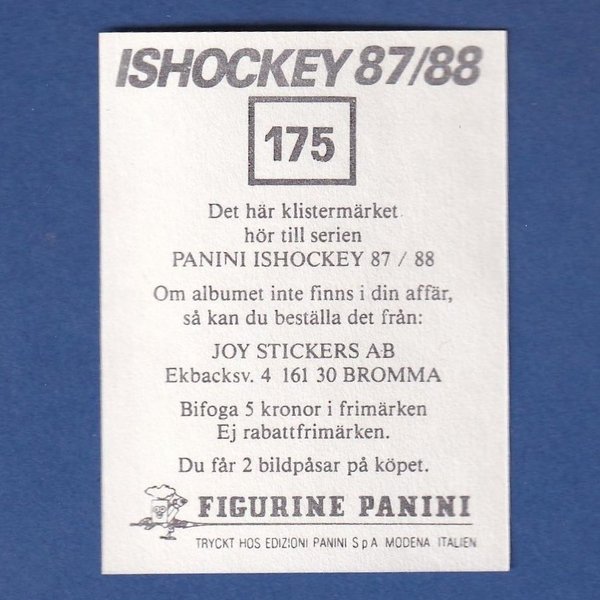 ISHOCKEY 87/88
175
Det här klistermärket
hör till serien
PANINI ISHOCKEY 87 / 88
Om albumet inte finns i din affär,
så kan du beställa det från:
JOY STICKERS AB
Ekbacksv. 4 161 30 BROMMA
Bifoga 5 kronor i frimärken
Ej rabattfrimärken.
Du får 2 bildpåsar på köpet.
FIGURINE PANINI
TRYCKT HOS EDIZIONI PANINI S p A MODENA ITALIEN